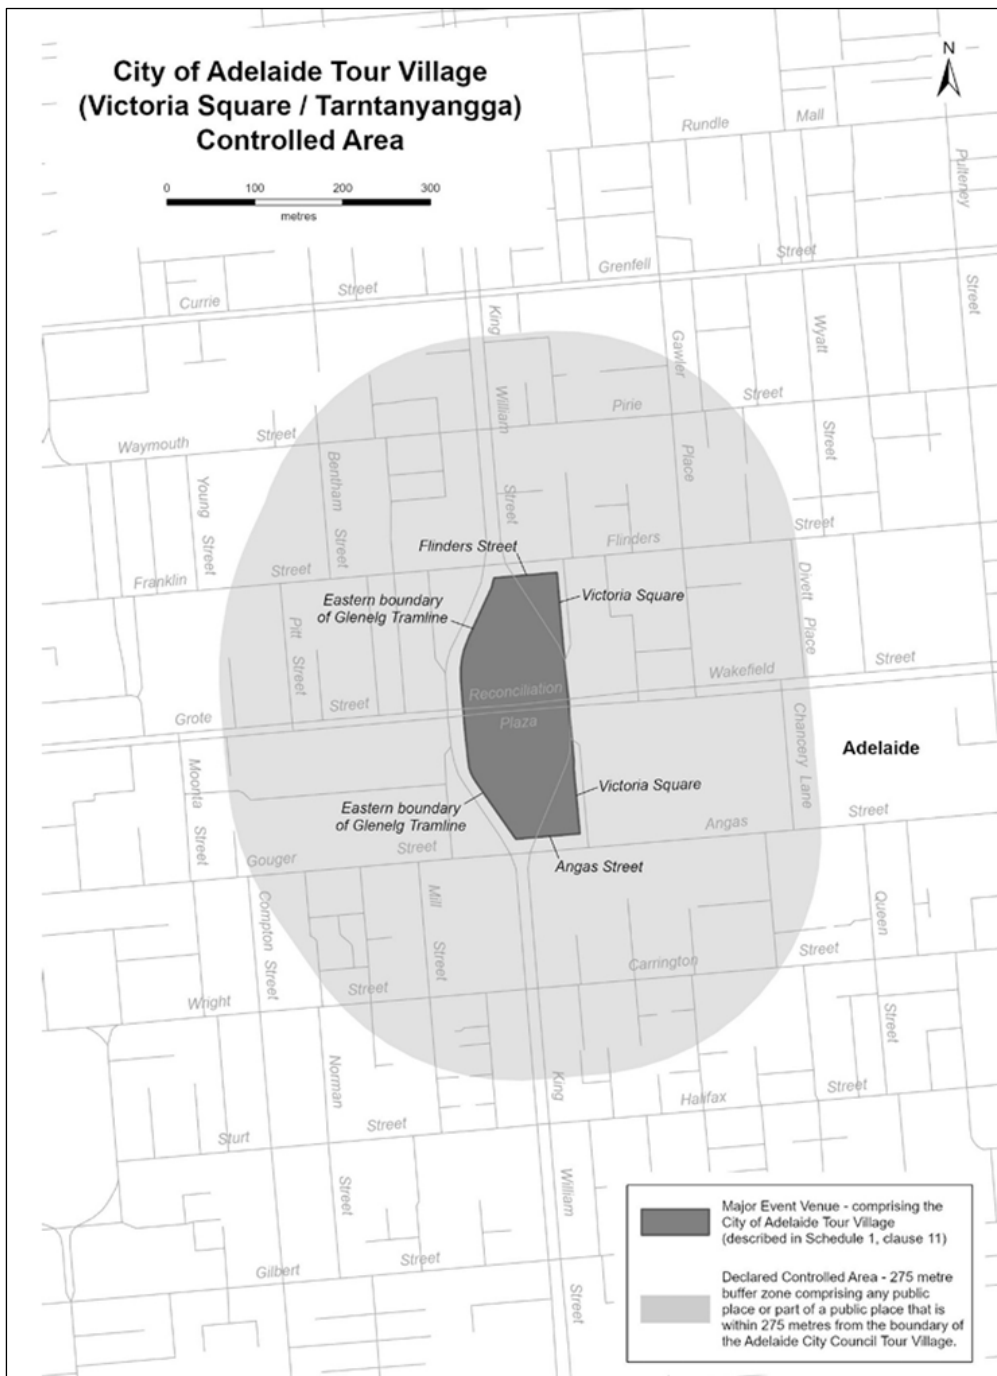 City of Adelaide Tour Village
(Victoria Square / Tarntanyangga)
Controlled Area
N
0 100 200 300
metres
Rundle Mall
Pulteney
Street
Grenfell Street
Currie Street
King
William
Street
Gawler
Place
Wyatt
Street
Pirie Street
Waymouth Street
Young
Street
Bentham
Street
Flinders Street
Flinders Street
Franklin Street
Victoria Square
Eastern boundary
of Glenelg Tramline
Pitt
Street
Divett
Place
Wakefield Street
Reconciliation
Plaza
Grote Street
Chancery Lane
Adelaide
Moonta
Street
Victoria Square
Eastern boundary
of Glenelg Tramline
Angas Street
Gouger Street
Angas Street
Compton
Street
Mill
Street
Queen
Street
Carrington Street
Wright Street
Norman
Street
King
William
Street
Halifax Street
Sturt Street
Gilbert Street
Major Event Venue - comprising the
City of Adelaide Tour Village
(described in Schedule 1, clause 11)
Declared Controlled Area - 275 metre
buffer zone comprising any public
place or part of a public place that is
within 275 metres from the boundary of
the Adelaide City Council Tour Village.